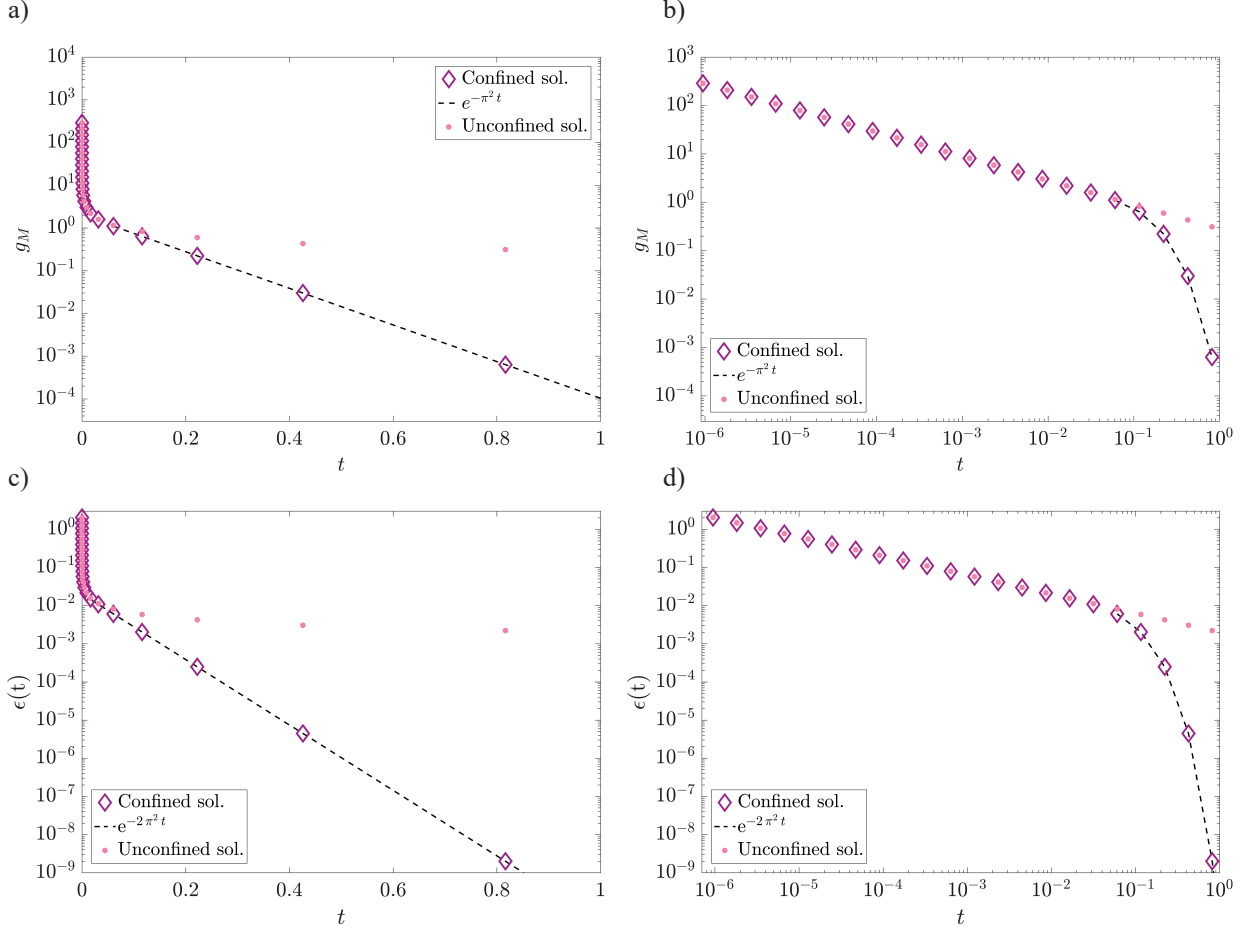 a)
10^4
10^3
10^2
10^1
10^0
10^-1
10^-2
10^-3
10^-4
g_M
0 0.2 0.4 0.6 0.8 1
t
Confined sol.
e^{-π^2 t}
Unconfined sol.
b)
10^3
10^2
10^1
10^0
10^-1
10^-2
10^-3
10^-4
g_M
10^-6 10^-5 10^-4 10^-3 10^-2 10^-1 10^0
t
Confined sol.
e^{-π^2 t}
Unconfined sol.
c)
10^0
10^-1
10^-2
10^-3
10^-4
10^-5
10^-6
10^-7
10^-8
10^-9
ϵ(t)
0 0.2 0.4 0.6 0.8 1
t
Confined sol.
e^{-2 π^2 t}
Unconfined sol.
d)
10^0
10^-1
10^-2
10^-3
10^-4
10^-5
10^-6
10^-7
10^-8
10^-9
ϵ(t)
10^-6 10^-5 10^-4 10^-3 10^-2 10^-1 10^0
t
Confined sol.
e^{-2 π^2 t}
Unconfined sol.